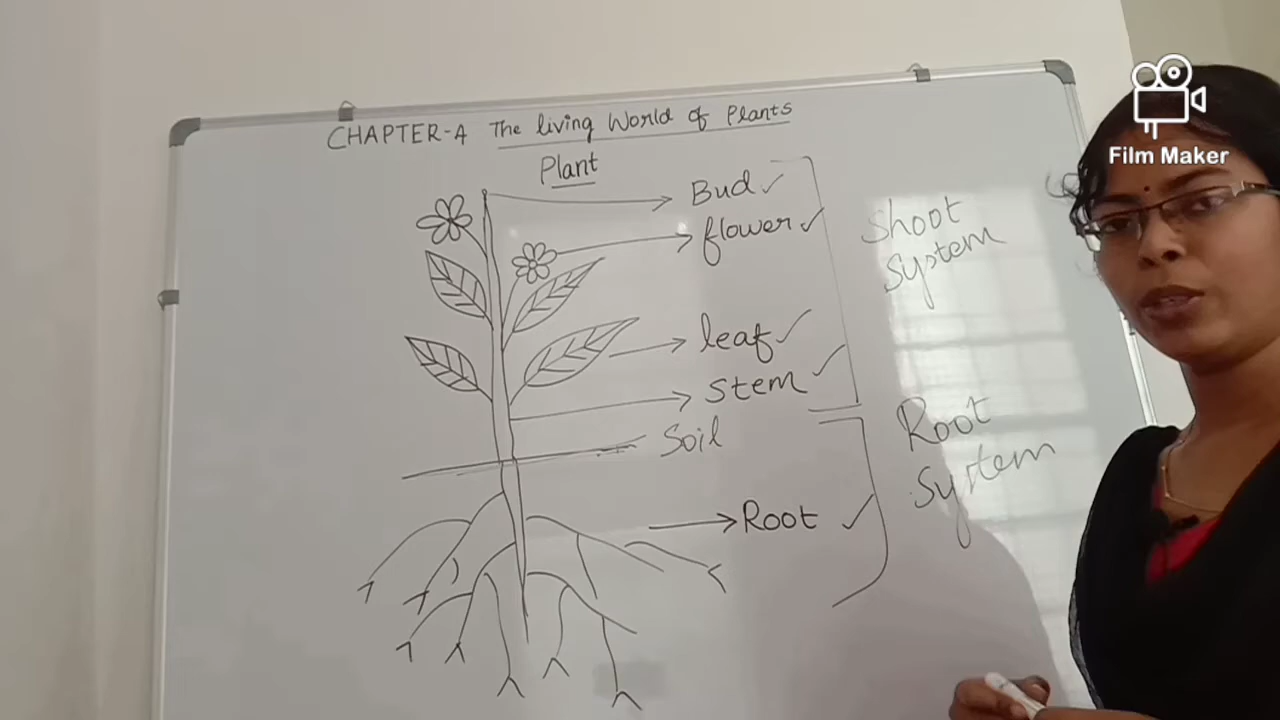 CHAPTER-4 The living World of Plants
Plant
Bud
flower
leaf
stem
Soil
Root
Shoot
system
Root
system
Film Maker